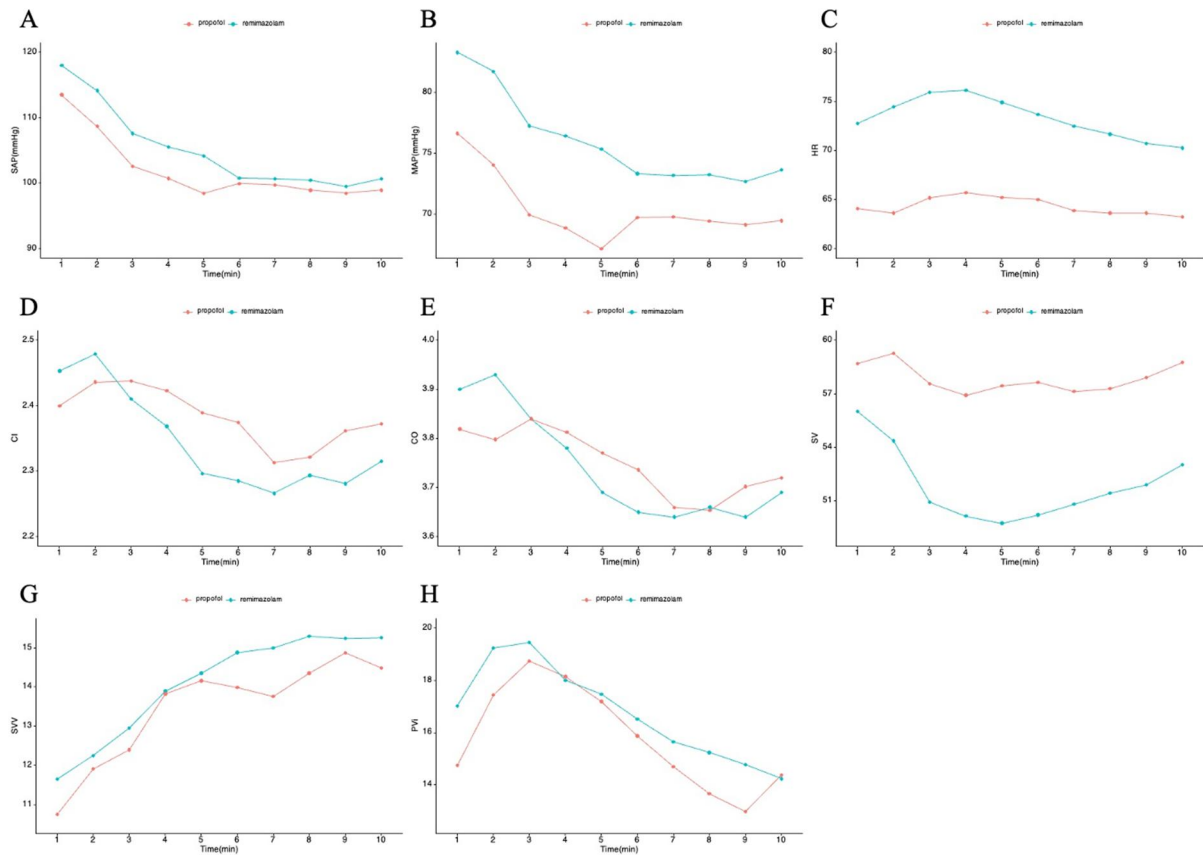 A
propofol remimazolam
120
110
100
90
SAP(mmHg)
1 2 3 4 5 6 7 8 9 10
Time(min)
B
propofol remimazolam
80
75
70
MAP(mmHg)
1 2 3 4 5 6 7 8 9 10
Time(min)
C
propofol remimazolam
80
75
70
65
60
HR
1 2 3 4 5 6 7 8 9 10
Time(min)
D
propofol remimazolam
2.5
2.4
2.3
2.2
CI
1 2 3 4 5 6 7 8 9 10
Time(min)
E
propofol remimazolam
4.0
3.9
3.8
3.7
3.6
CO
1 2 3 4 5 6 7 8 9 10
Time(min)
F
propofol remimazolam
60
57
54
51
SV
1 2 3 4 5 6 7 8 9 10
Time(min)
G
propofol remimazolam
15
14
13
12
11
SVV
1 2 3 4 5 6 7 8 9 10
Time(min)
H
propofol remimazolam
20
18
16
14
PVi
1 2 3 4 5 6 7 8 9 10
Time(min)